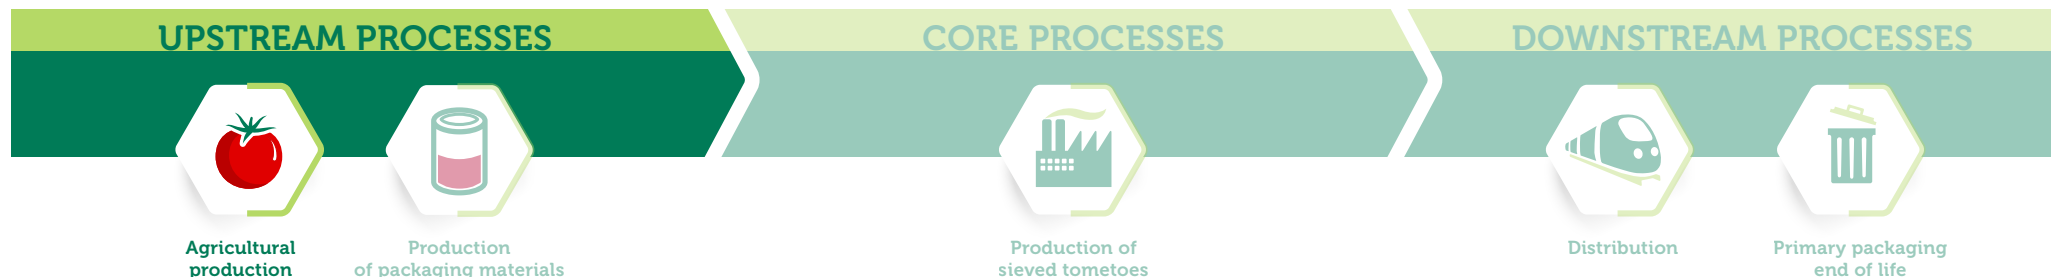 UPSTREAM PROCESSES
CORE PROCESSES
DOWNSTREAM PROCESSES
Agricultural
production
Production
of packaging materials
Production of
sieved tometoes
Distribution
Primary packaging
end of life